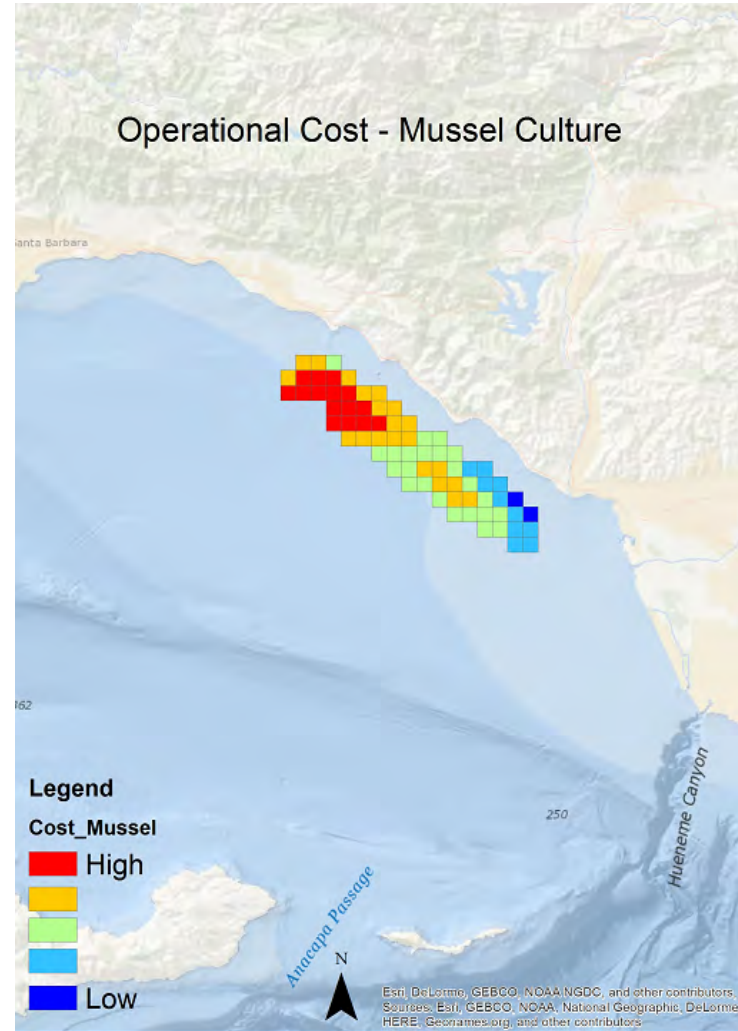 Operational Cost - Mussel Culture
Santa Barbara
362
250
Hueneme Canyon
Anacapa Passage
Legend
Cost_Mussel
High
Low
N
Esri, DeLorme, GEBCO, NOAA NGDC, and other contributors,
Sources: Esri, GEBCO, NOAA, National Geographic, DeLorme
HERE, Geonames.org, and other contributors